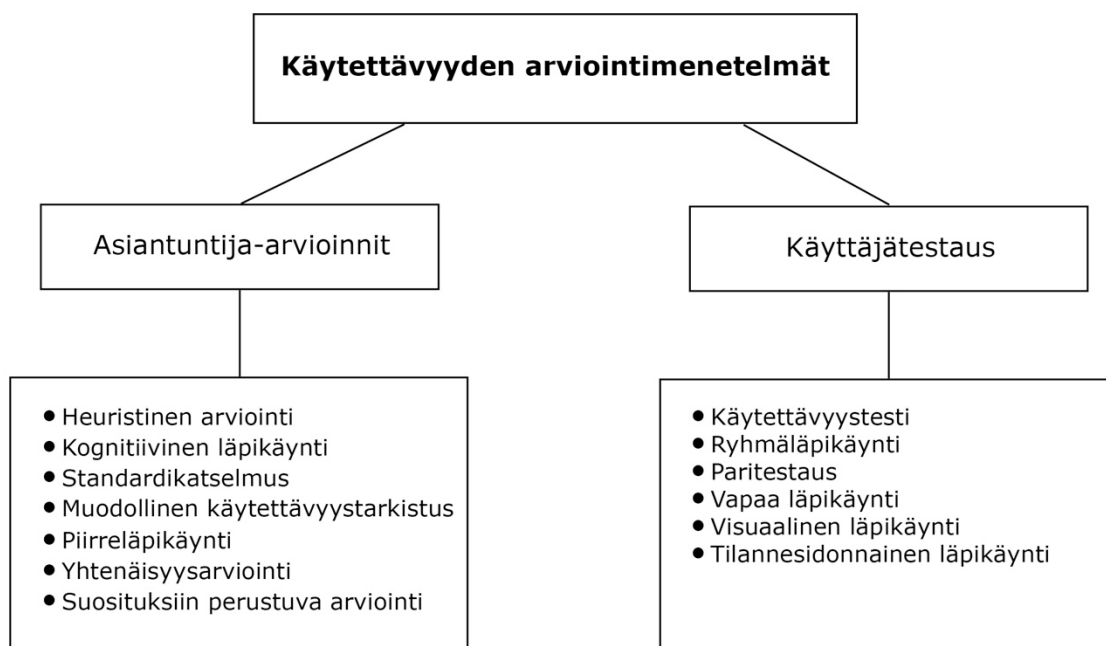 Käytettävyyden arviointimenetelmät
Asiantuntija-arvioinnit
Käyttäjätestaus
• Heuristinen arviointi
• Kognitiivinen läpikäynti
• Standardikatselmus
• Muodollinen käytettävyystarkistus
• Piirreläpikäynti
• Yhtenäisyysarviointi
• Suosituksiin perustuva arviointi
• Käytettävyystesti
• Ryhmäläpikäynti
• Paritestaus
• Vapaa läpikäynti
• Visuaalinen läpikäynti
• Tilannesidonnainen läpikäynti